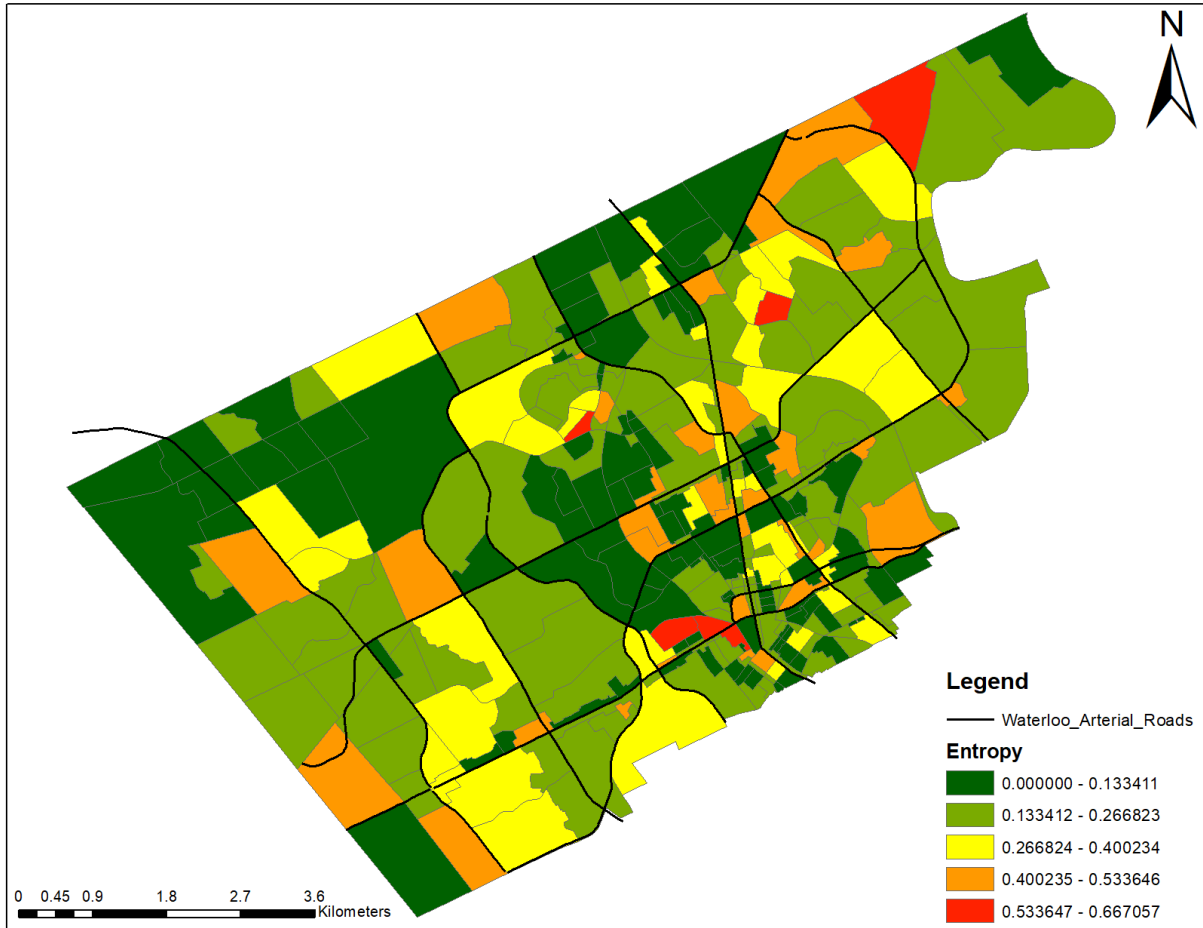 N
Legend
Waterloo_Arterial_Roads
Entropy
0.000000 - 0.133411
0.133412 - 0.266823
0.266824 - 0.400234
0.400235 - 0.533646
0.533647 - 0.667057
0 0.45 0.9 1.8 2.7 3.6
Kilometers